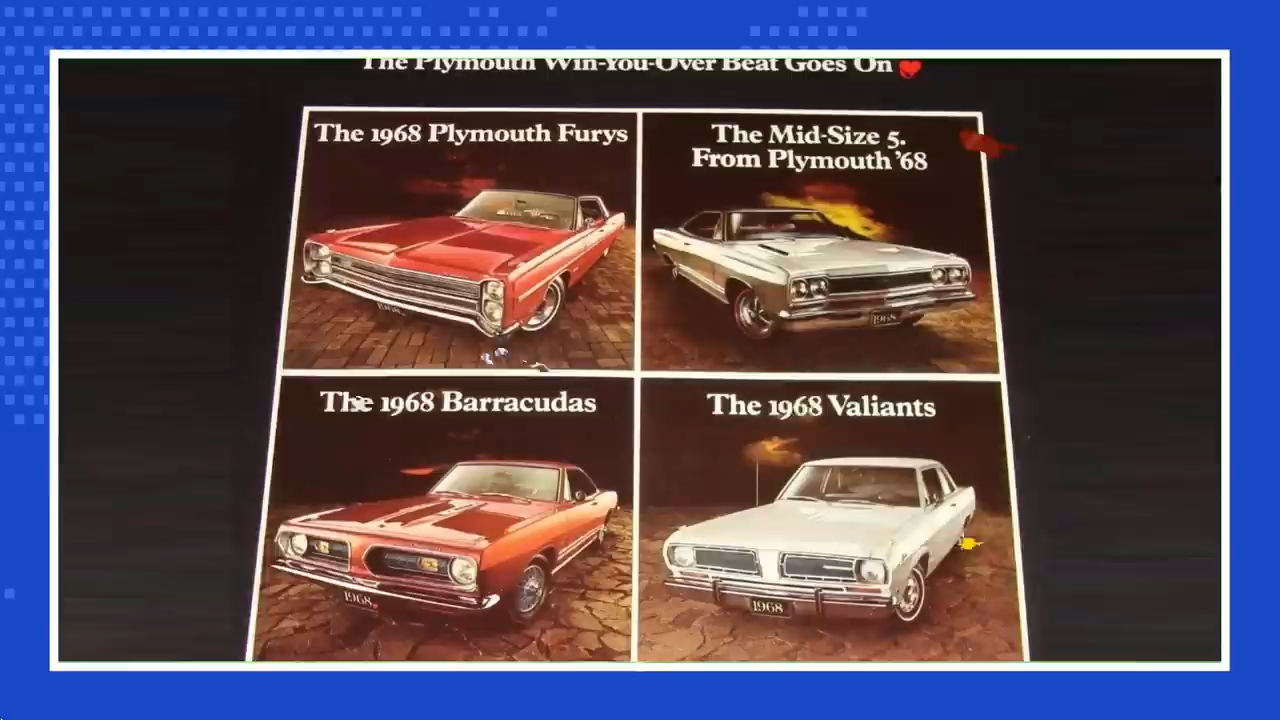 The Plymouth Win-You-Over Beat Goes On
The 1968 Plymouth Furys
The Mid-Size 5.
From Plymouth '68
1968
The 1968 Barracudas
The 1968 Valiants
1968
1968